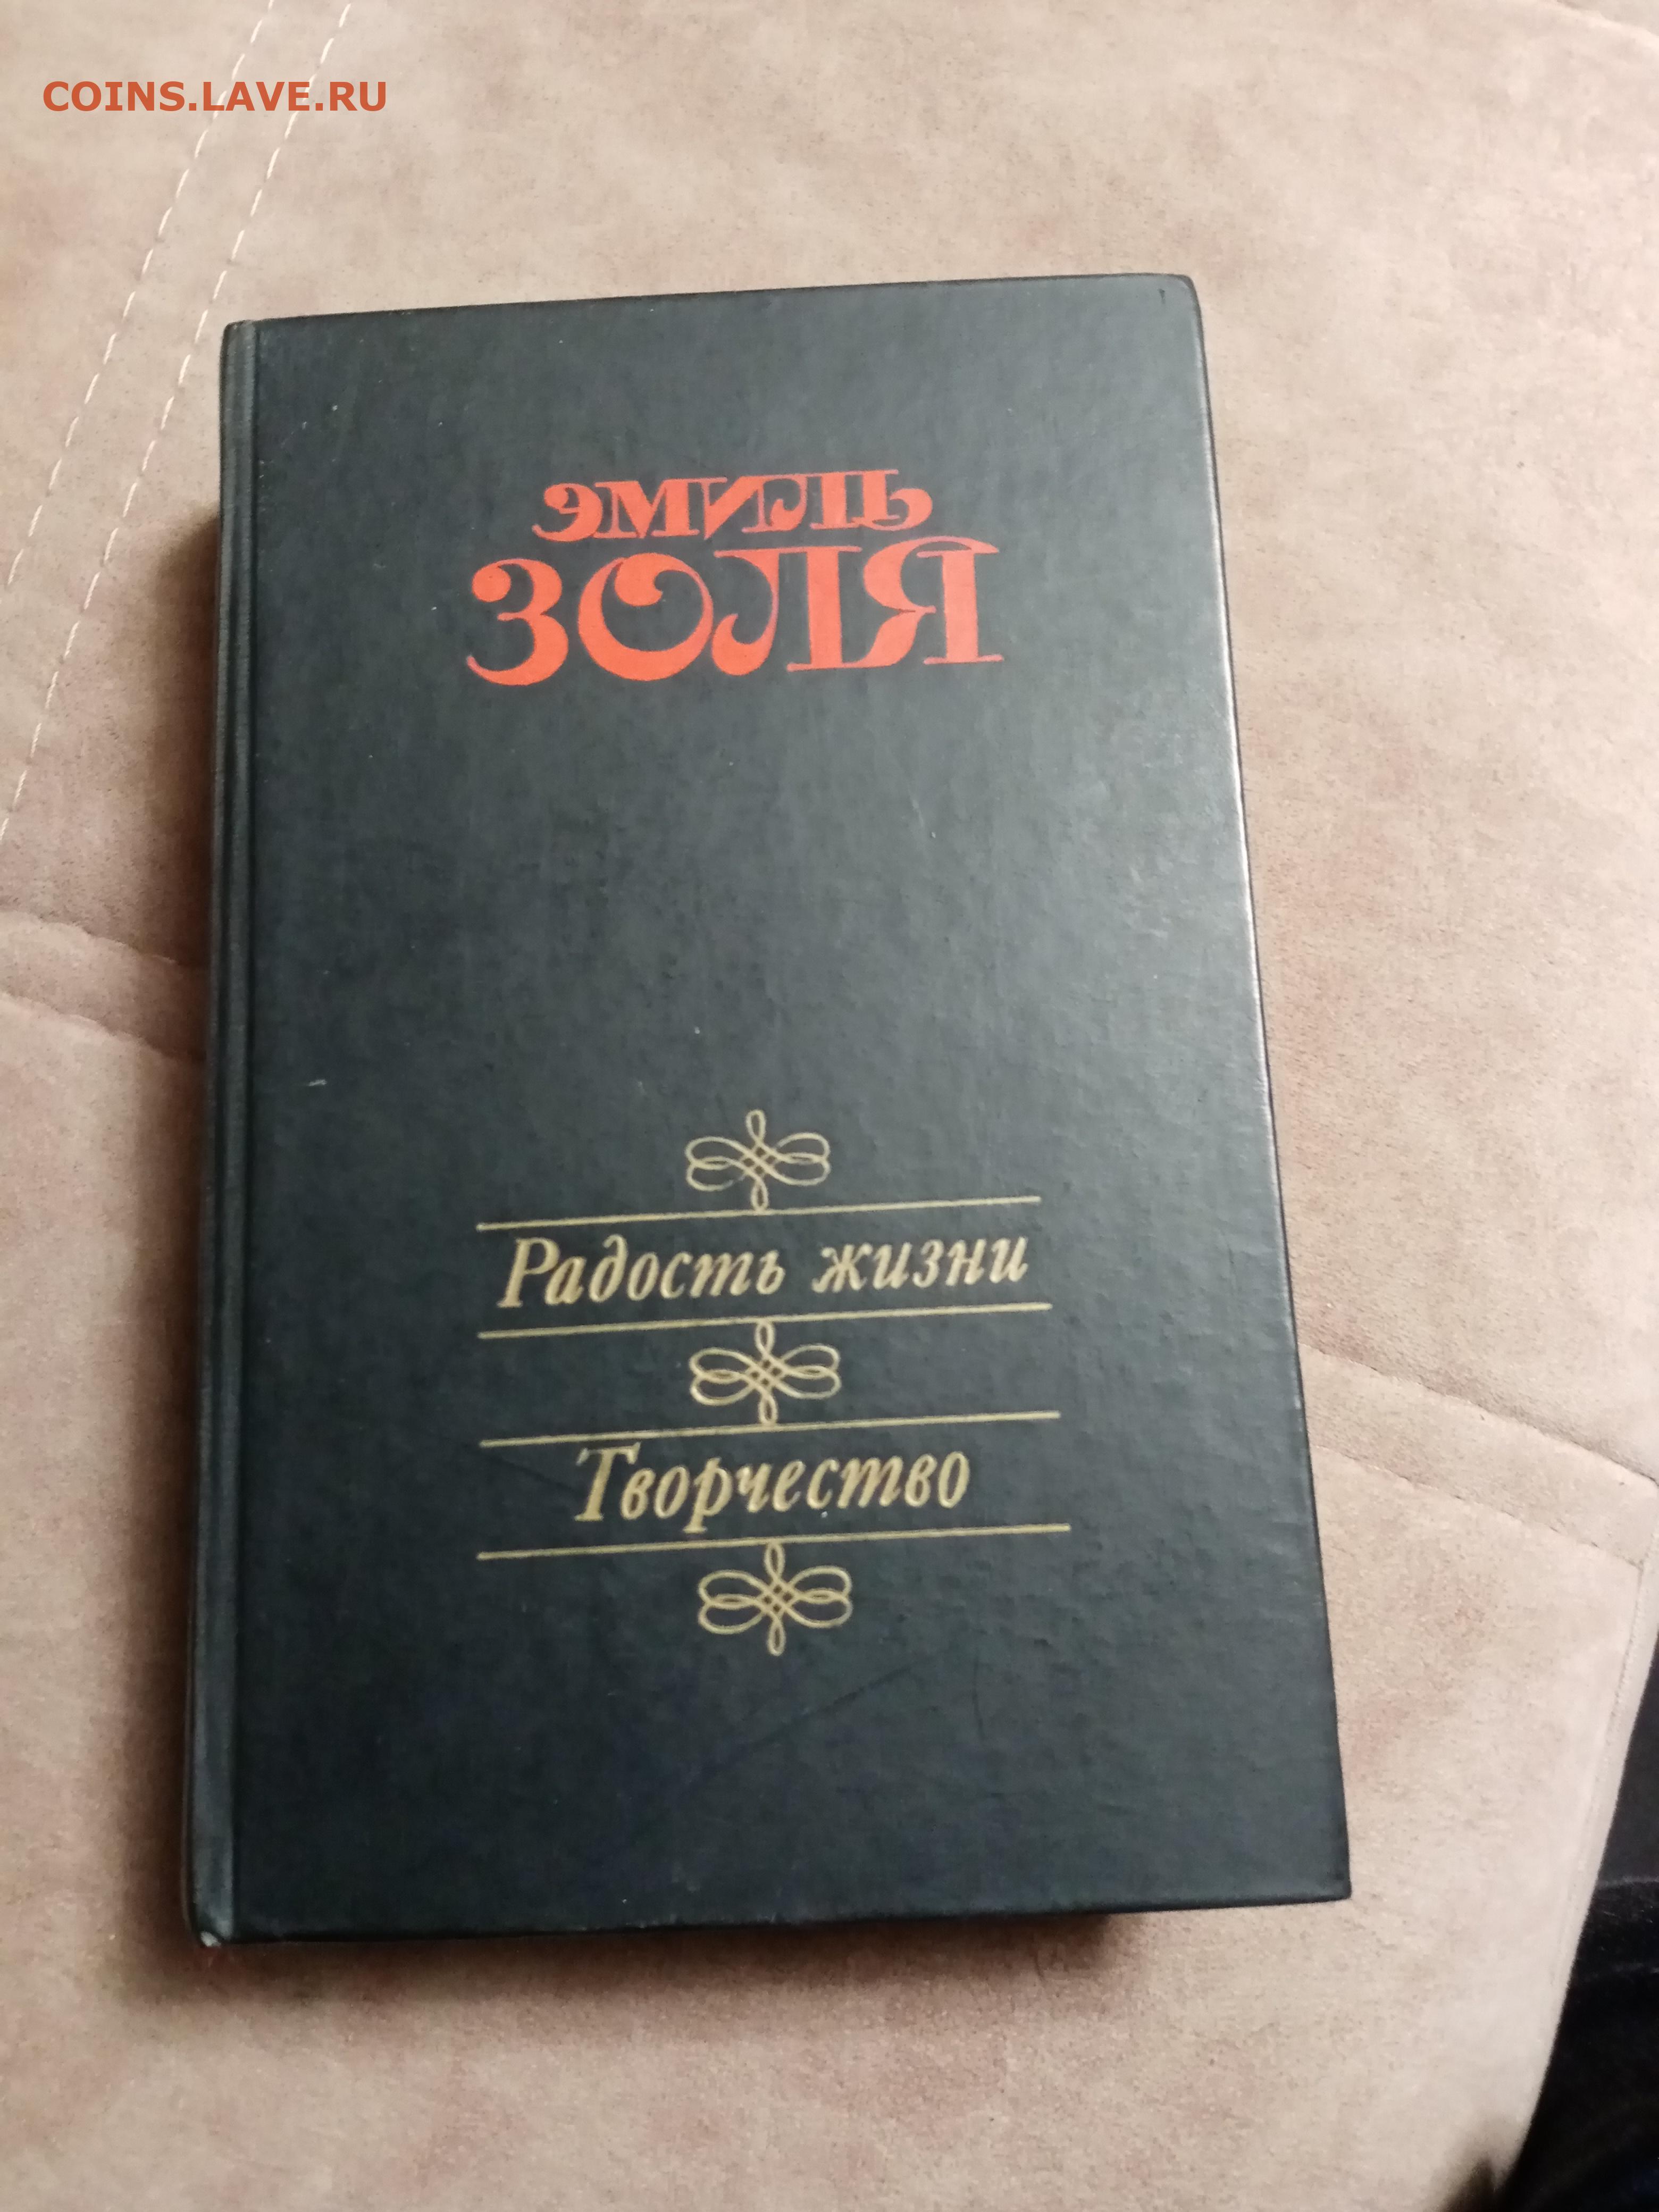 COINS.LAVE.RU
ЭМИЛЬ
ЗОЛЯ
Радость жизни
Творчество